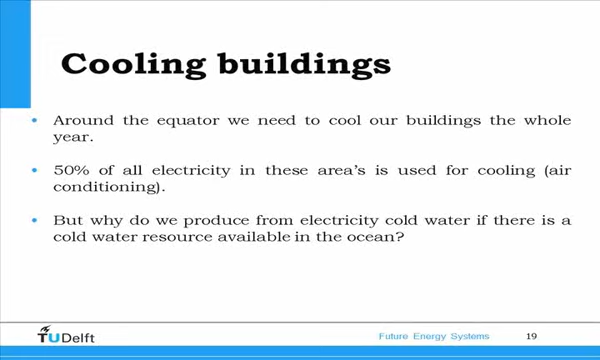 Cooling buildings
• Around the equator we need to cool our buildings the whole
year.
• 50% of all electricity in these area's is used for cooling (air
conditioning).
• But why do we produce from electricity cold water if there is a
cold water resource available in the ocean?
TUDelft
Future Energy Systems 19